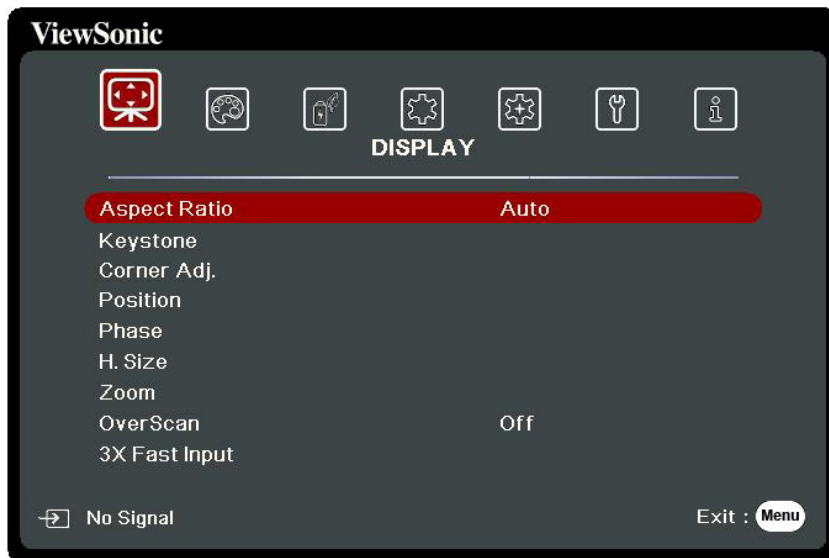 ViewSonic
DISPLAY
Aspect Ratio Auto
Keystone
Corner Adj.
Position
Phase
H. Size
Zoom
OverScan Off
3X Fast Input
No Signal Exit : Menu